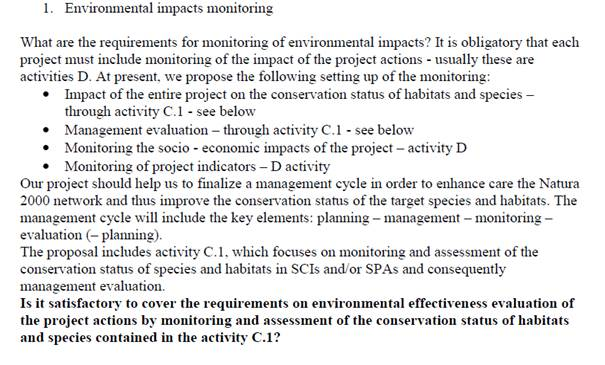 1. Environmental impacts monitoring
What are the requirements for monitoring of environmental impacts? It is obligatory that each
project must include monitoring of the impact of the project actions - usually these are
activities D. At present, we propose the following setting up of the monitoring:
• Impact of the entire project on the conservation status of habitats and species –
through activity C.1 - see below
• Management evaluation – through activity C.1 - see below
• Monitoring the socio - economic impacts of the project – activity D
• Monitoring of project indicators – D activity
Our project should help us to finalize a management cycle in order to enhance care the Natura
2000 network and thus improve the conservation status of the target species and habitats. The
management cycle will include the key elements: planning – management – monitoring –
evaluation (– planning).
The proposal includes activity C.1, which focuses on monitoring and assessment of the
conservation status of species and habitats in SCIs and/or SPAs and consequently
management evaluation.
Is it satisfactory to cover the requirements on environmental effectiveness evaluation of
the project actions by monitoring and assessment of the conservation status of habitats
and species contained in the activity C.1?